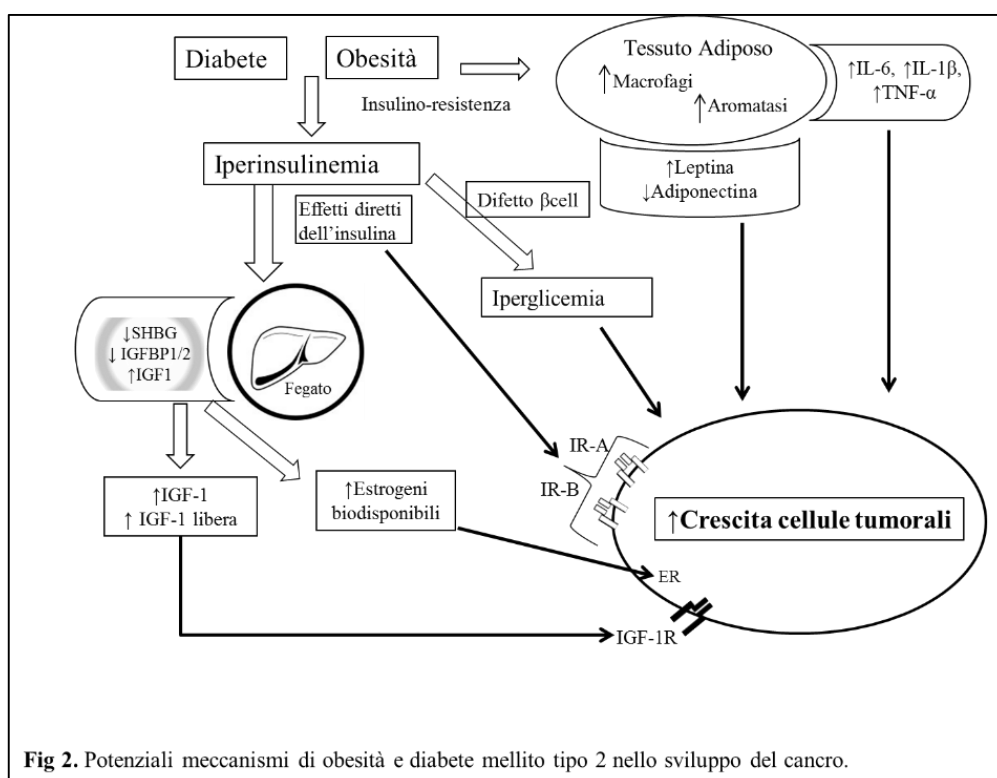 Diabete
Obesità
Insulino-resistenza
Tessuto Adiposo
↑Macrofagi
↑Aromatasi
↑IL-6, ↑IL-1β,
↑TNF-α
↑Leptina
↓Adiponectina
Iperinsulinemia
Effetti diretti
dell’insulina
Difetto βcell
Iperglicemia
↓SHBG
↓ IGFBP1/2
↑IGF1
Fegato
↑IGF-1
↑ IGF-1 libera
↑Estrogeni
biodisponibili
IR-A
IR-B
↑Crescita cellule tumorali
ER
IGF-1R
Fig 2. Potenziali meccanismi di obesità e diabete mellito tipo 2 nello sviluppo del cancro.